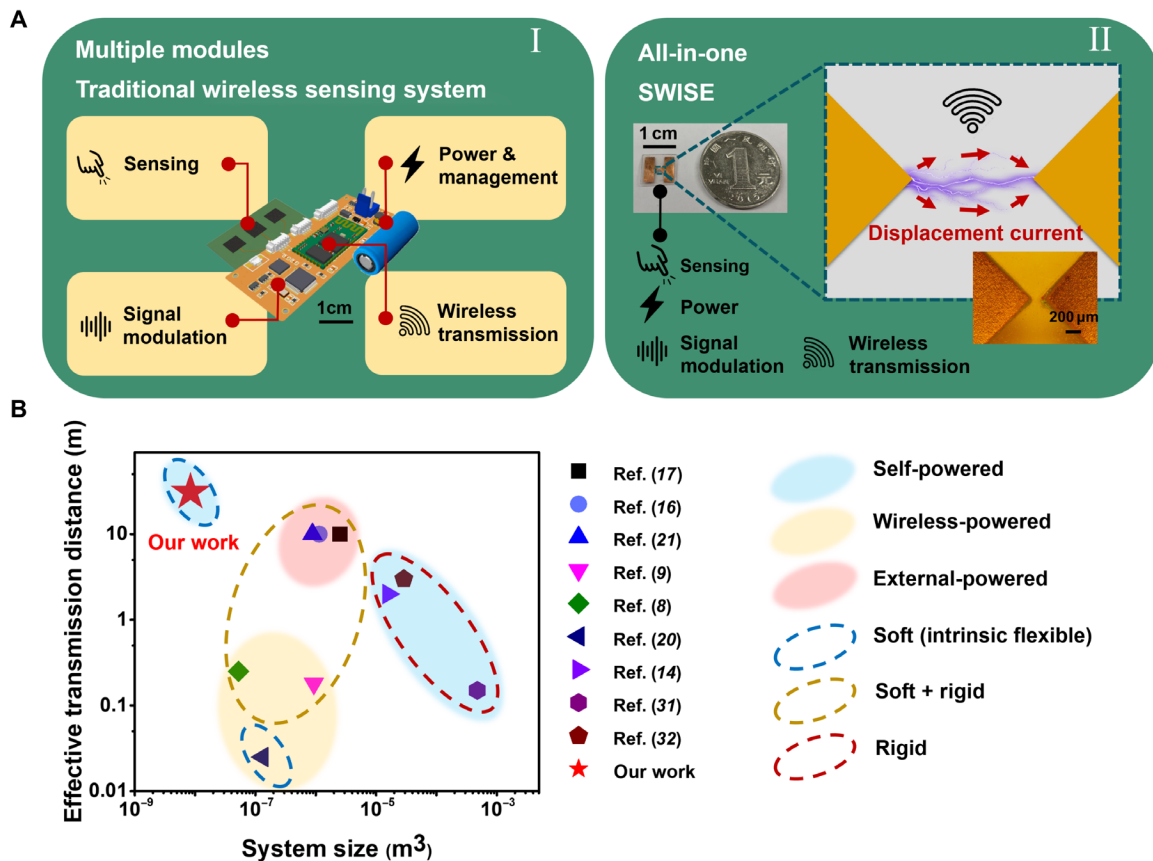 A
Multiple modules
I
Traditional wireless sensing system
Sensing
Power &
management
Signal
modulation
1cm
Wireless
transmission
All-in-one
II
SWISE
1 cm
1
元
YI YUAN
Displacement current
Sensing
Power
Signal
modulation
Wireless
transmission
200 μm
B
Effective transmission distance (m)
10
1
0.1
0.01
10⁻⁹
10⁻⁷
10⁻⁵
10⁻³
System size (m³)
Our work
Ref. (17)
Ref. (16)
Ref. (21)
Ref. (9)
Ref. (8)
Ref. (20)
Ref. (14)
Ref. (31)
Ref. (32)
Our work
Self-powered
Wireless-powered
External-powered
Soft (intrinsic flexible)
Soft + rigid
Rigid